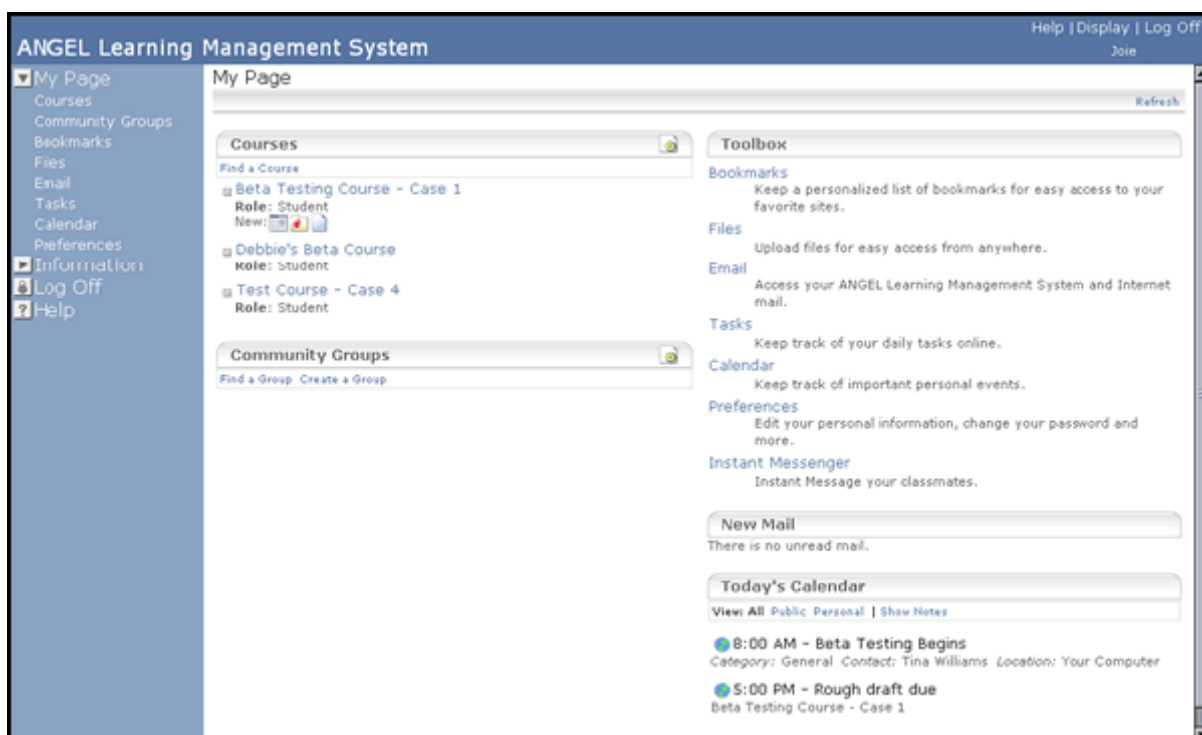 Help | Display | Log Off
ANGEL Learning Management System
Joie
My Page
Courses
Community Groups
Bookmarks
Files
Email
Tasks
Calendar
Preferences
Information
Log Off
Help
My Page
Refresh
Courses
Find a Course
Beta Testing Course - Case 1
Role: Student
New:
Debbie's Beta Course
Role: Student
Test Course - Case 4
Role: Student
Community Groups
Find a Group Create a Group
Toolbox
Bookmarks
Keep a personalized list of bookmarks for easy access to your
favorite sites.
Files
Upload files for easy access from anywhere.
Email
Access your ANGEL Learning Management System and Internet
mail.
Tasks
Keep track of your daily tasks online.
Calendar
Keep track of important personal events.
Preferences
Edit your personal information, change your password and
more.
Instant Messenger
Instant Message your classmates.
New Mail
There is no unread mail.
Today's Calendar
View: All Public Personal | Show Notes
8:00 AM - Beta Testing Begins
Category: General Contact: Tina Williams Location: Your Computer
5:00 PM - Rough draft due
Beta Testing Course - Case 1